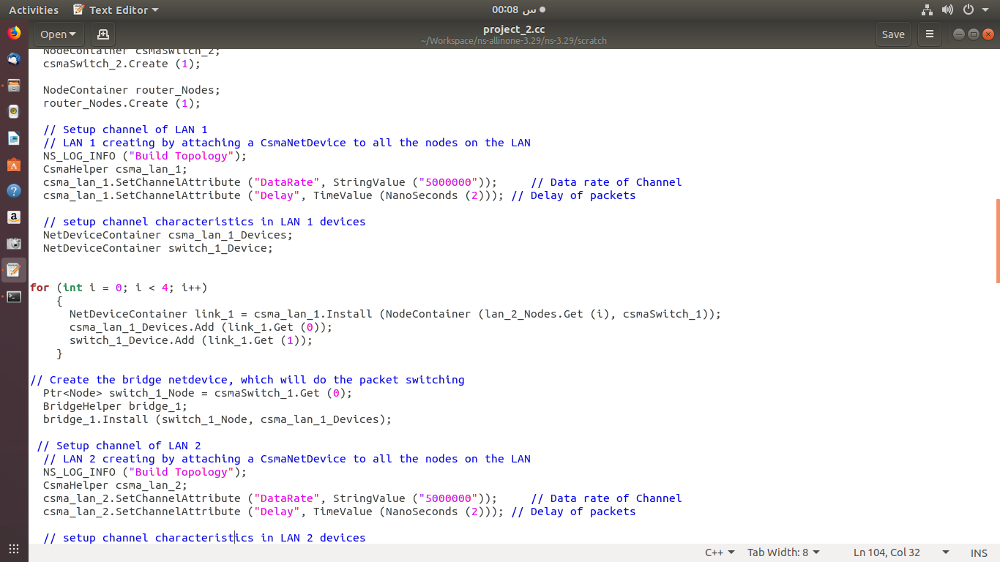 Activities
Text Editor
00:08 س
Open
project_2.cc
~/Workspace/ns-allinone-3.29/ns-3.29/scratch
Save
NodeContainer csmaSwitch_2;
csmaSwitch_2.Create (1);
NodeContainer router_Nodes;
router_Nodes.Create (1);
// Setup channel of LAN 1
// LAN 1 creating by attaching a CsmaNetDevice to all the nodes on the LAN
NS_LOG_INFO ("Build Topology");
CsmaHelper csma_lan_1;
csma_lan_1.SetChannelAttribute ("DataRate", StringValue ("5000000")); // Data rate of Channel
csma_lan_1.SetChannelAttribute ("Delay", TimeValue (NanoSeconds (2))); // Delay of packets
// setup channel characteristics in LAN 1 devices
NetDeviceContainer csma_lan_1_Devices;
NetDeviceContainer switch_1_Device;
for (int i = 0; i < 4; i++)
{
NetDeviceContainer link_1 = csma_lan_1.Install (NodeContainer (lan_2_Nodes.Get (i), csmaSwitch_1));
csma_lan_1_Devices.Add (link_1.Get (0));
switch_1_Device.Add (link_1.Get (1));
}
// Create the bridge netdevice, which will do the packet switching
Ptr<Node> switch_1_Node = csmaSwitch_1.Get (0);
BridgeHelper bridge_1;
bridge_1.Install (switch_1_Node, csma_lan_1_Devices);
// Setup channel of LAN 2
// LAN 2 creating by attaching a CsmaNetDevice to all the nodes on the LAN
NS_LOG_INFO ("Build Topology");
CsmaHelper csma_lan_2;
csma_lan_2.SetChannelAttribute ("DataRate", StringValue ("5000000")); // Data rate of Channel
csma_lan_2.SetChannelAttribute ("Delay", TimeValue (NanoSeconds (2))); // Delay of packets
// setup channel characteristics in LAN 2 devices
C++
Tab Width: 8
Ln 104, Col 32
INS